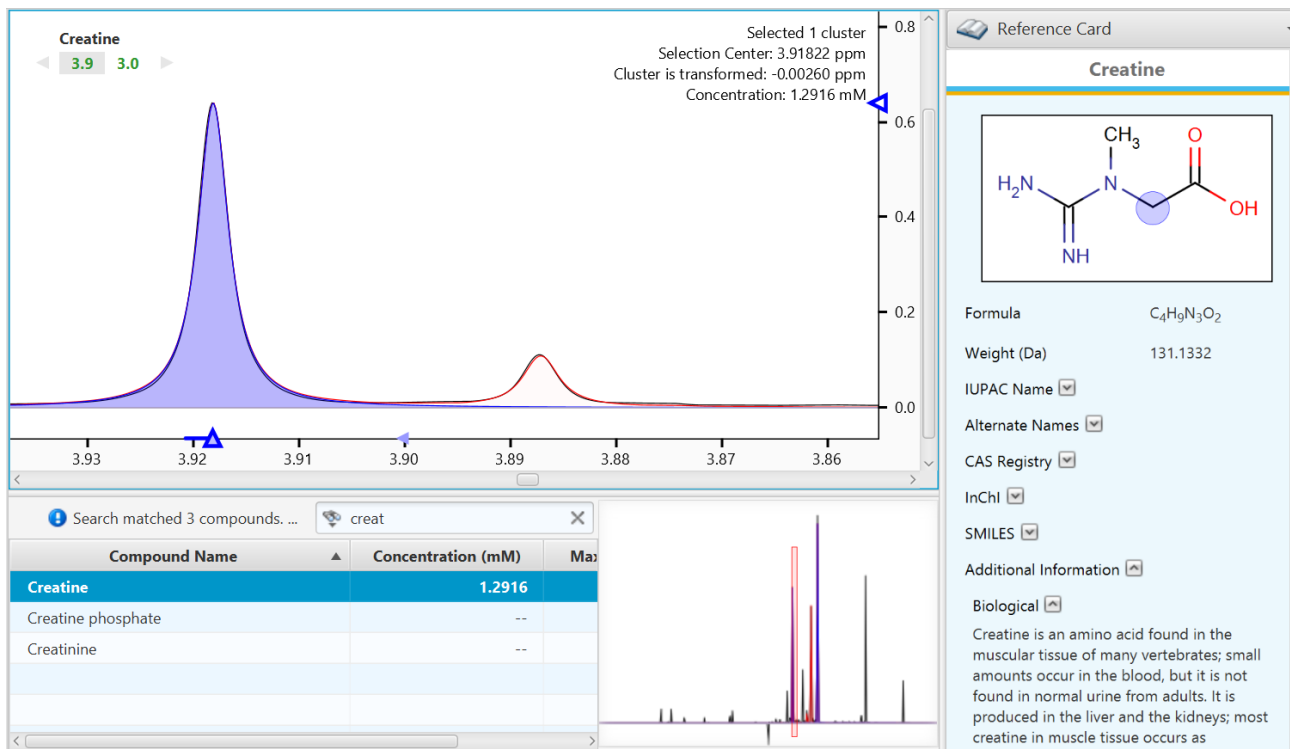 Creatine
3.9 3.0
Selected 1 cluster
Selection Center: 3.91822 ppm
Cluster is transformed: -0.00260 ppm
Concentration: 1.2916 mM
0.8
0.6
0.4
0.2
0.0
3.93 3.92 3.91 3.90 3.89 3.88 3.87 3.86
Search matched 3 compounds. ...
creat
Compound Name Concentration (mM) Max
Creatine 1.2916
Creatine phosphate --
Creatinine --
Reference Card
Creatine
CH₃
O
H₂N
N
OH
NH
Formula C₄H₉N₃O₂
Weight (Da) 131.1332
IUPAC Name
Alternate Names
CAS Registry
InChI
SMILES
Additional Information
Biological
Creatine is an amino acid found in the
muscular tissue of many vertebrates; small
amounts occur in the blood, but it is not
found in normal urine from adults. It is
produced in the liver and the kidneys; most
creatine in muscle tissue occurs as